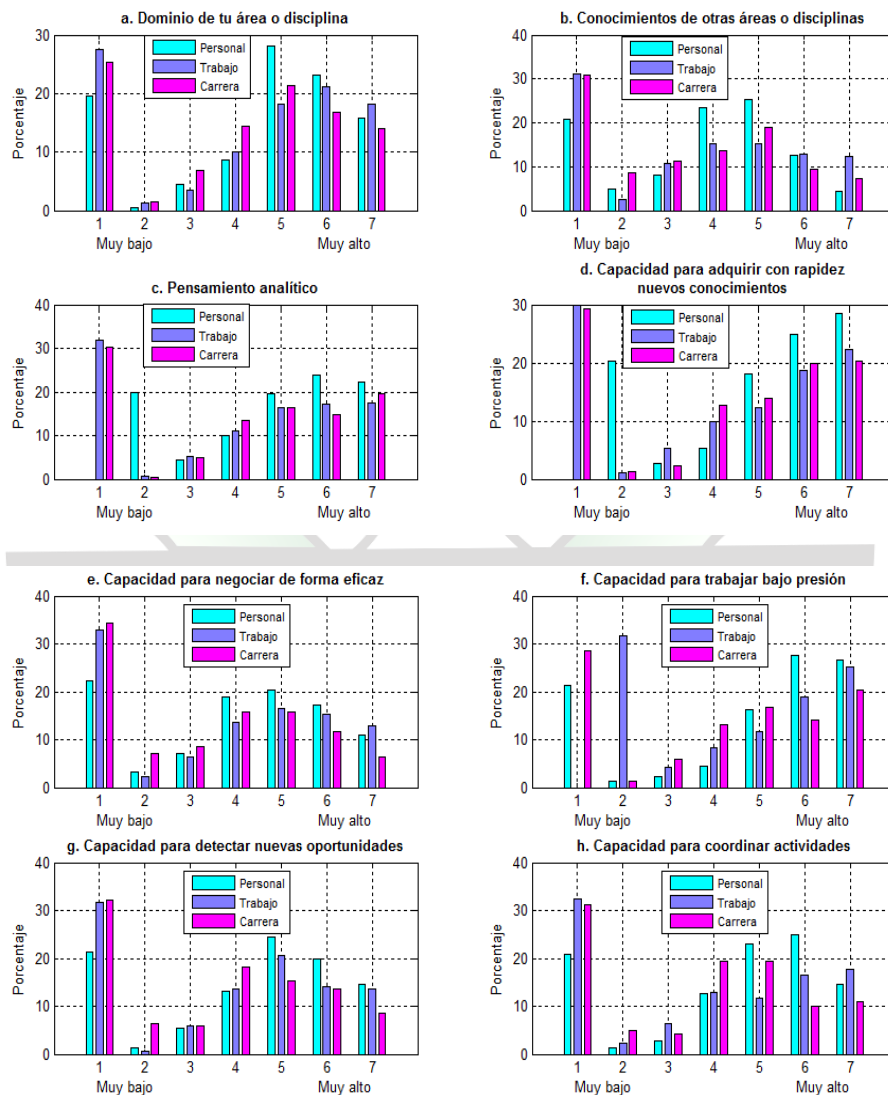 a. Dominio de tu área o disciplina
Porcentaje
30
20
10
0
Personal
Trabajo
Carrera
1 2 3 4 5 6 7
Muy bajo Muy alto
b. Conocimientos de otras áreas o disciplinas
Porcentaje
40
30
20
10
0
Personal
Trabajo
Carrera
1 2 3 4 5 6 7
Muy bajo Muy alto
c. Pensamiento analítico
Porcentaje
40
30
20
10
0
Personal
Trabajo
Carrera
1 2 3 4 5 6 7
Muy bajo Muy alto
d. Capacidad para adquirir con rapidez
nuevos conocimientos
Porcentaje
30
20
10
0
Personal
Trabajo
Carrera
1 2 3 4 5 6 7
Muy bajo Muy alto
e. Capacidad para negociar de forma eficaz
Porcentaje
40
30
20
10
0
Personal
Trabajo
Carrera
1 2 3 4 5 6 7
Muy bajo Muy alto
f. Capacidad para trabajar bajo presión
Porcentaje
40
30
20
10
0
Personal
Trabajo
Carrera
1 2 3 4 5 6 7
Muy bajo Muy alto
g. Capacidad para detectar nuevas oportunidades
Porcentaje
40
30
20
10
0
Personal
Trabajo
Carrera
1 2 3 4 5 6 7
Muy bajo Muy alto
h. Capacidad para coordinar actividades
Porcentaje
40
30
20
10
0
Personal
Trabajo
Carrera
1 2 3 4 5 6 7
Muy bajo Muy alto